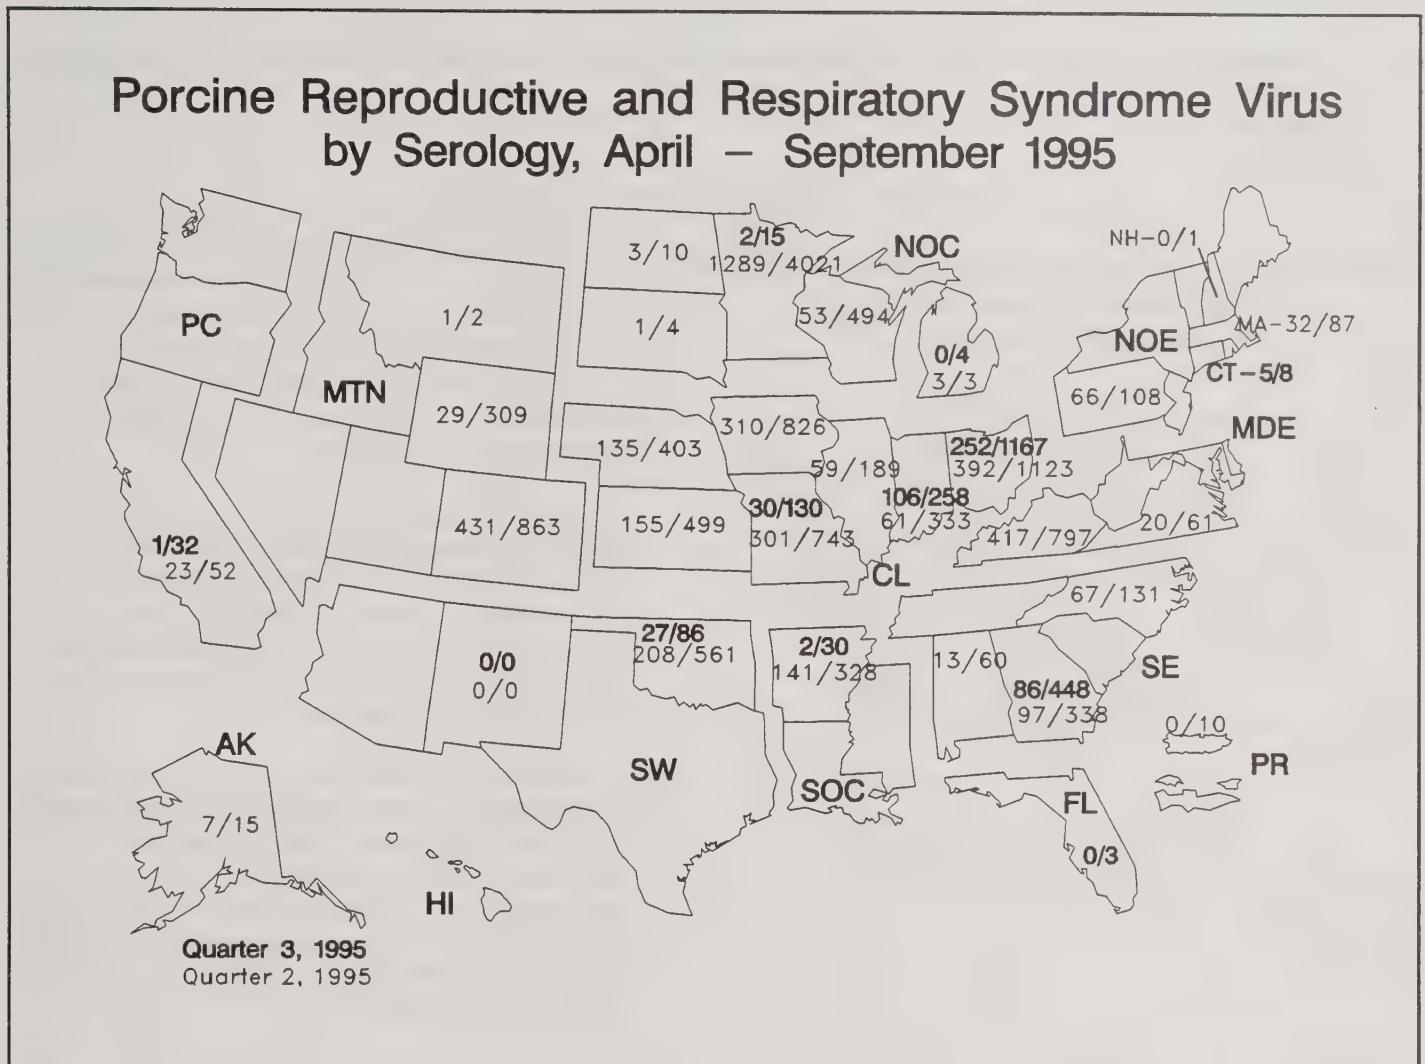 Porcine Reproductive and Respiratory Syndrome Virus
by Serology, April – September 1995
NH-0/1
2/15
NOC
3/10
1289/4021
PC
1/2
1/4
53/494
MA-32/87
NOE
0/4
CT-5/8
3/3
MTN
29/309
66/108
310/826
MDE
135/403
252/1167
59/189
392/1123
106/258
30/130
61/333
431/863
155/499
20/61
301/743
417/797
1/32
23/52
CL
67/131
27/86
2/30
208/561
0/0
141/328
13/60
SE
0/0
86/448
97/338
0/10
AK
SW
PR
SOC
FL
7/15
0/3
HI
Quarter 3, 1995
Quarter 2, 1995